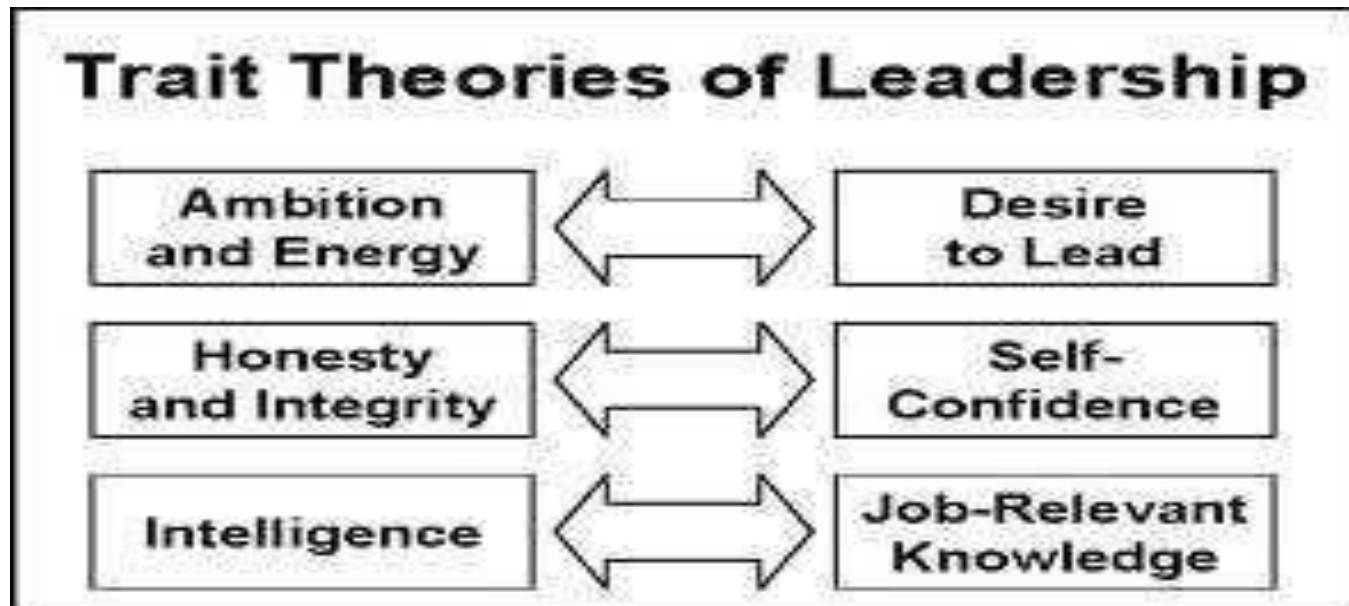 Trait Theories of Leadership
Ambition
and Energy
Desire
to Lead
Honesty
and Integrity
Self-
Confidence
Intelligence
Job-Relevant
Knowledge